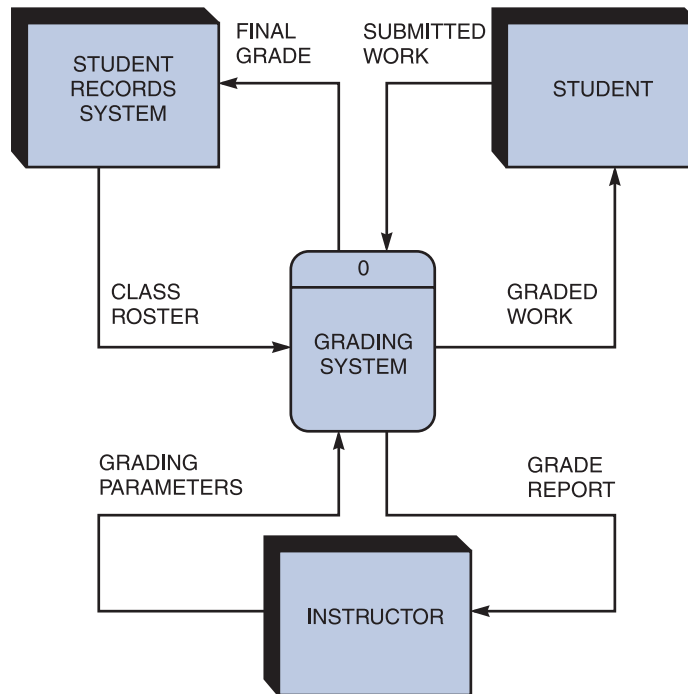 FINAL
GRADE
SUBMITTED
WORK
STUDENT
RECORDS
SYSTEM
STUDENT
0
CLASS
ROSTER
GRADING
SYSTEM
GRADED
WORK
GRADING
PARAMETERS
GRADE
REPORT
INSTRUCTOR